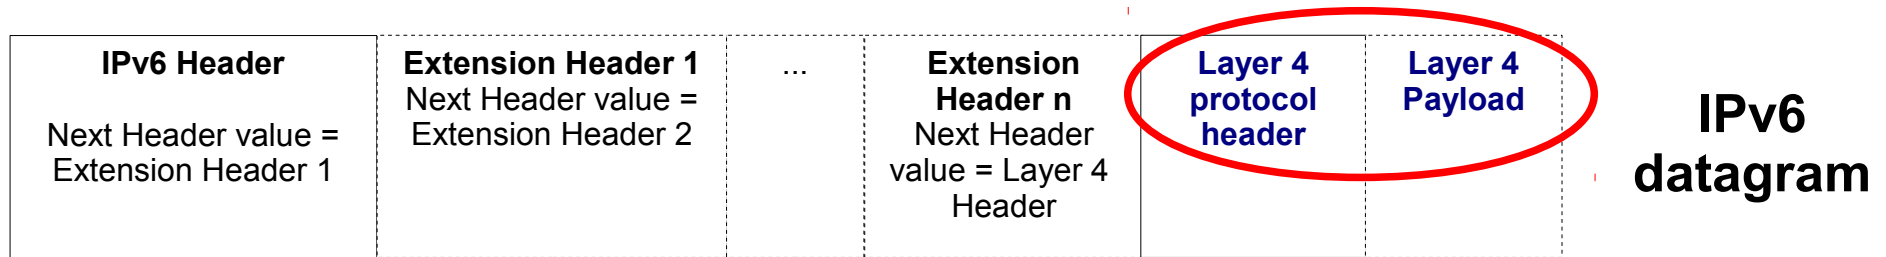 IPv6 Header
Next Header value =
Extension Header 1
Extension Header 1
Next Header value =
Extension Header 2
...
Extension
Header n
Next Header
value = Layer 4
Header
Layer 4
protocol
header
Layer 4
Payload
IPv6
datagram